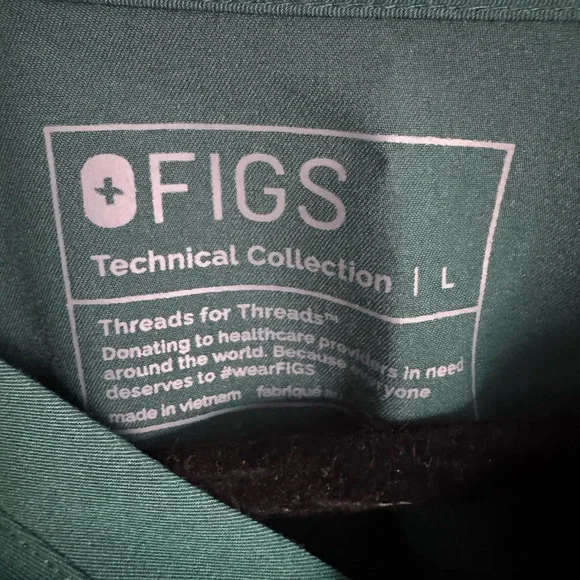 FIGS
Technical Collection | L
Threads for Threads™
Donating to healthcare providers in need
around the world. Because everyone
deserves to #wearFIGS
made in vietnam fabriqué